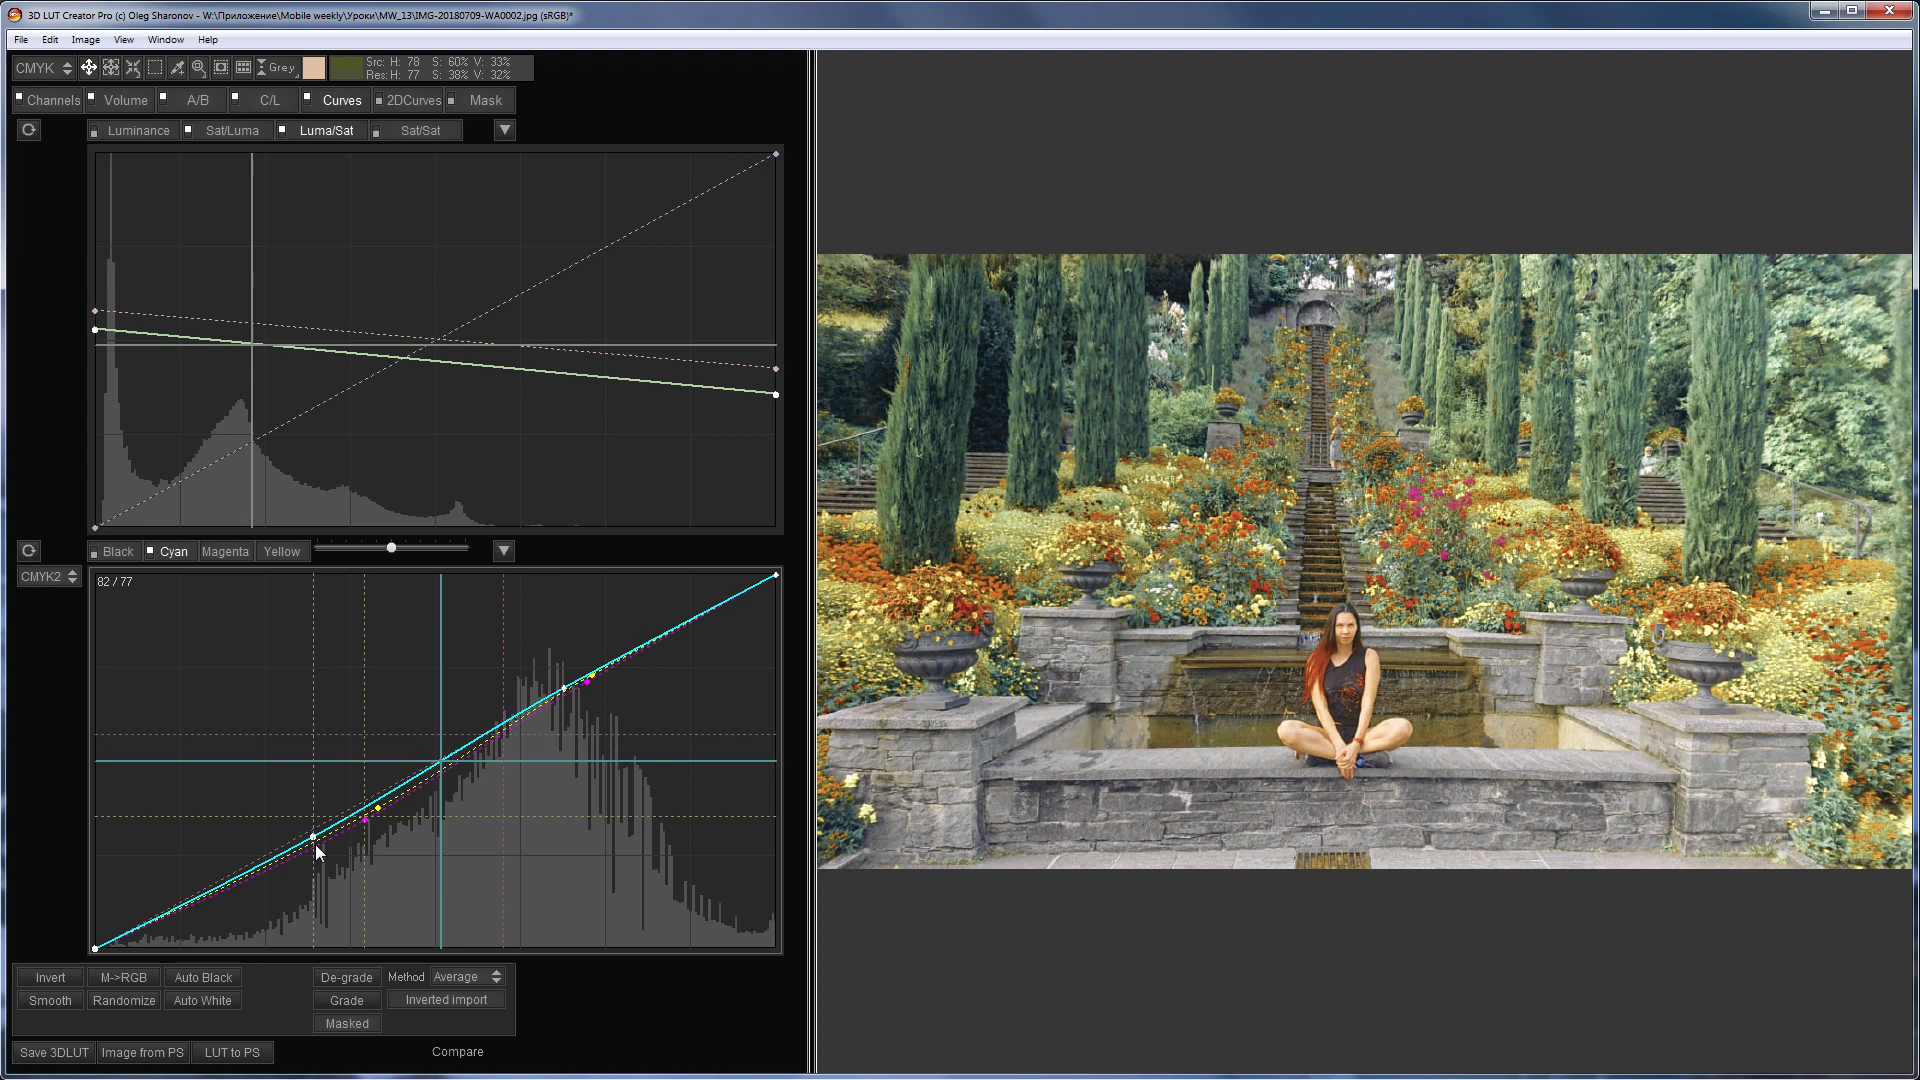 3D LUT Creator Pro (c) Oleg Sharonov - W:\Приложение\Mobile weekly\Уроки\MW_13\IMG-20180709-WA0002.jpg (sRGB)*
File Edit Image View Window Help
CMYK Grey Src: H: 78 S: 60% V: 33%
Res: H: 77 S: 38% V: 32%
Channels Volume A/B C/L Curves 2DCurves Mask
Luminance Sat/Luma Luma/Sat Sat/Sat
Black Cyan Magenta Yellow
CMYK2
82 / 77
Invert M->RGB Auto Black De-grade Method Average
Smooth Randomize Auto White Grade Inverted import
Masked
Save 3DLUT Image from PS LUT to PS Compare